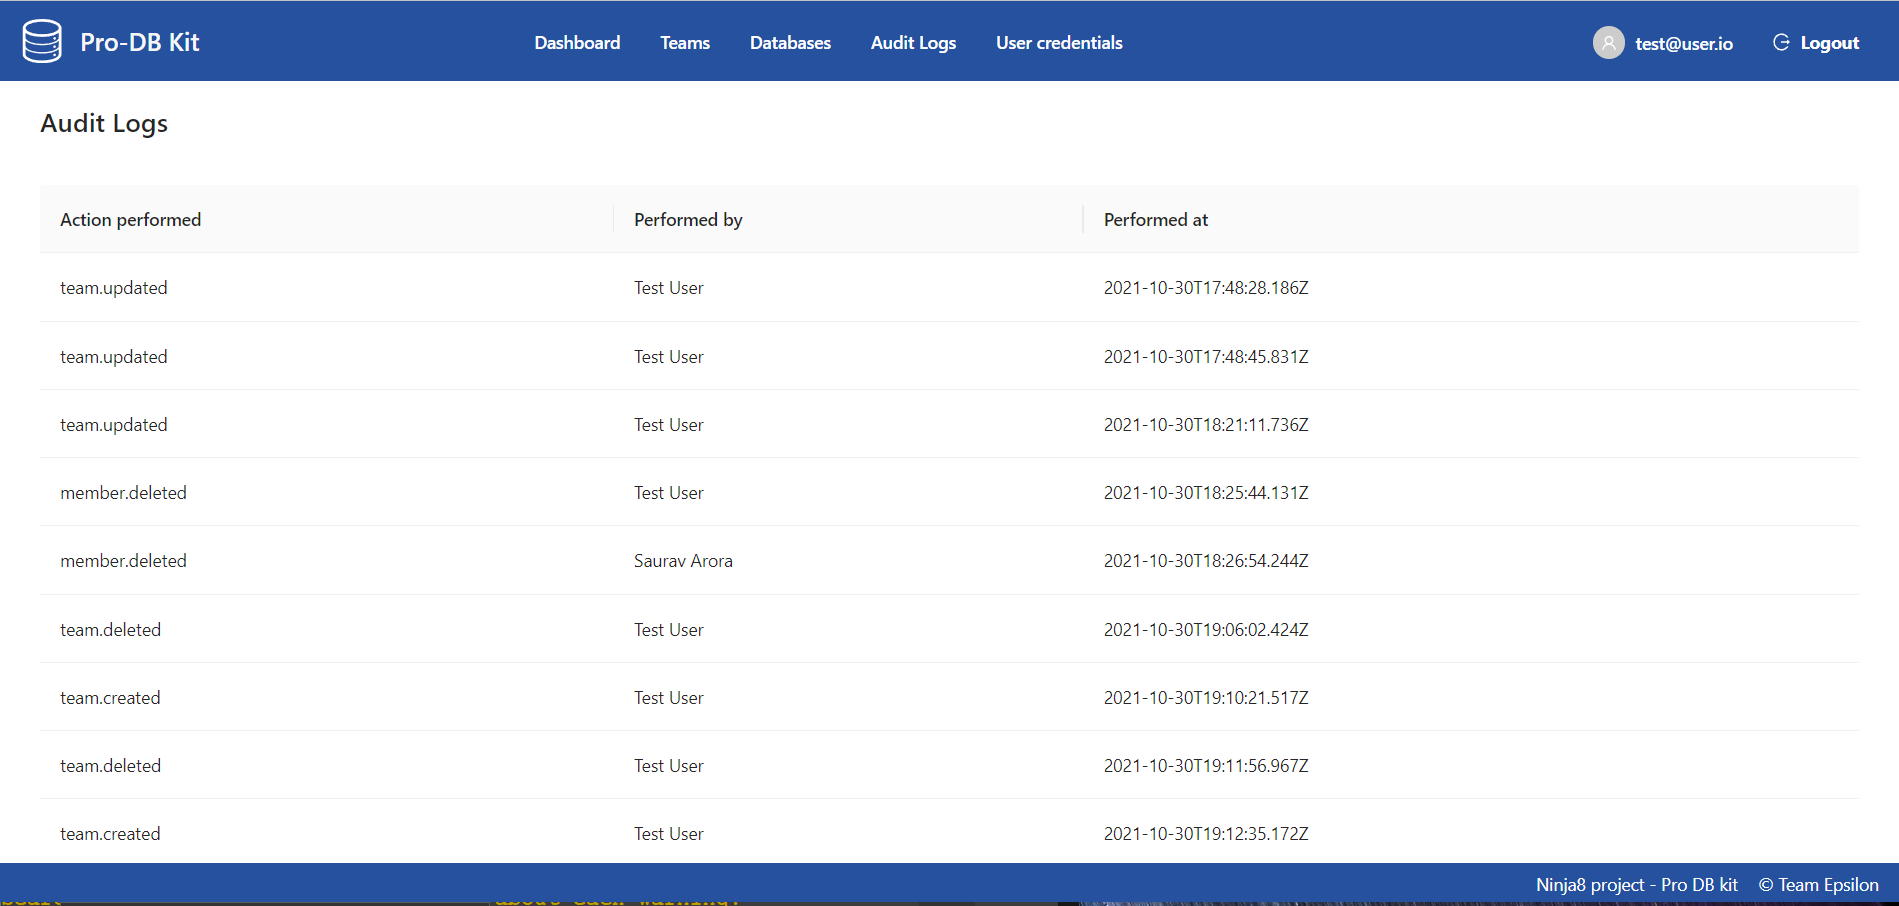 Pro-DB Kit Dashboard Teams Databases Audit Logs User credentials test@user.io Logout
Audit Logs
Action performed Performed by Performed at
team.updated Test User 2021-10-30T17:48:28.186Z
team.updated Test User 2021-10-30T17:48:45.831Z
team.updated Test User 2021-10-30T18:21:11.736Z
member.deleted Test User 2021-10-30T18:25:44.131Z
member.deleted Saurav Arora 2021-10-30T18:26:54.244Z
team.deleted Test User 2021-10-30T19:06:02.424Z
team.created Test User 2021-10-30T19:10:21.517Z
team.deleted Test User 2021-10-30T19:11:56.967Z
team.created Test User 2021-10-30T19:12:35.172Z
Ninja8 project - Pro DB kit © Team Epsilon